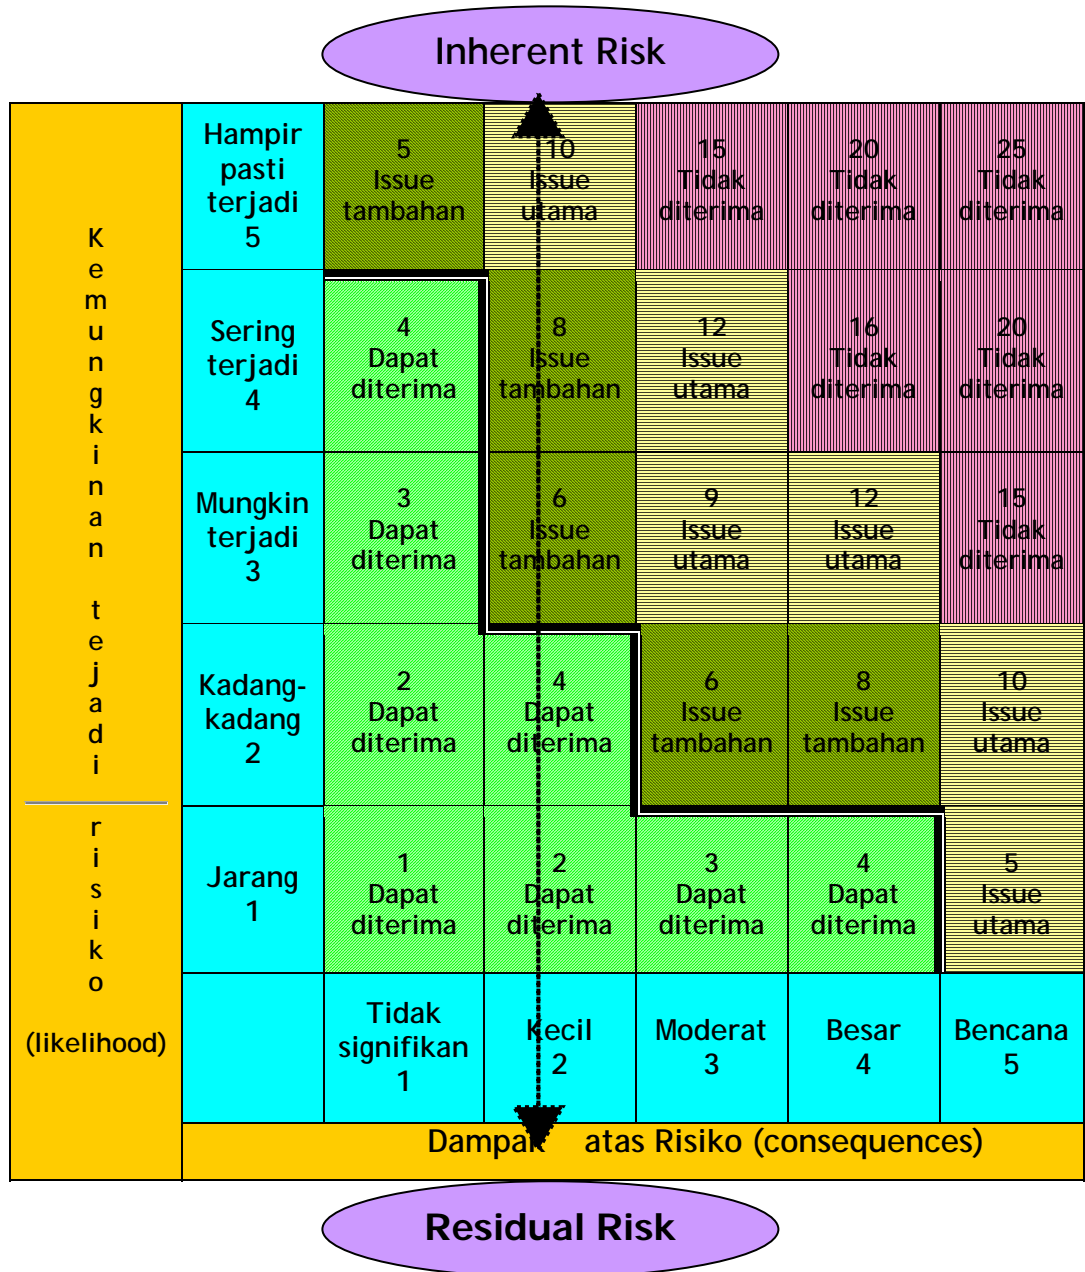 Inherent Risk
Kemungkinan tejadi
risiko
(likelihood)
Hampir
pasti
terjadi
5
5
Issue
tambahan
10
Issue
utama
15
Tidak
diterima
20
Tidak
diterima
25
Tidak
diterima
Sering
terjadi
4
4
Dapat
diterima
8
Issue
tambahan
12
Issue
utama
16
Tidak
diterima
20
Tidak
diterima
Mungkin
terjadi
3
3
Dapat
diterima
6
Issue
tambahan
9
Issue
utama
12
Issue
utama
15
Tidak
diterima
Kadang-
kadang
2
2
Dapat
diterima
4
Dapat
diterima
6
Issue
tambahan
8
Issue
tambahan
10
Issue
utama
Jarang
1
1
Dapat
diterima
2
Dapat
diterima
3
Dapat
diterima
4
Dapat
diterima
5
Issue
utama
Tidak
signifikan
1
Kecil
2
Moderat
3
Besar
4
Bencana
5
Dampak atas Risiko (consequences)
Residual Risk